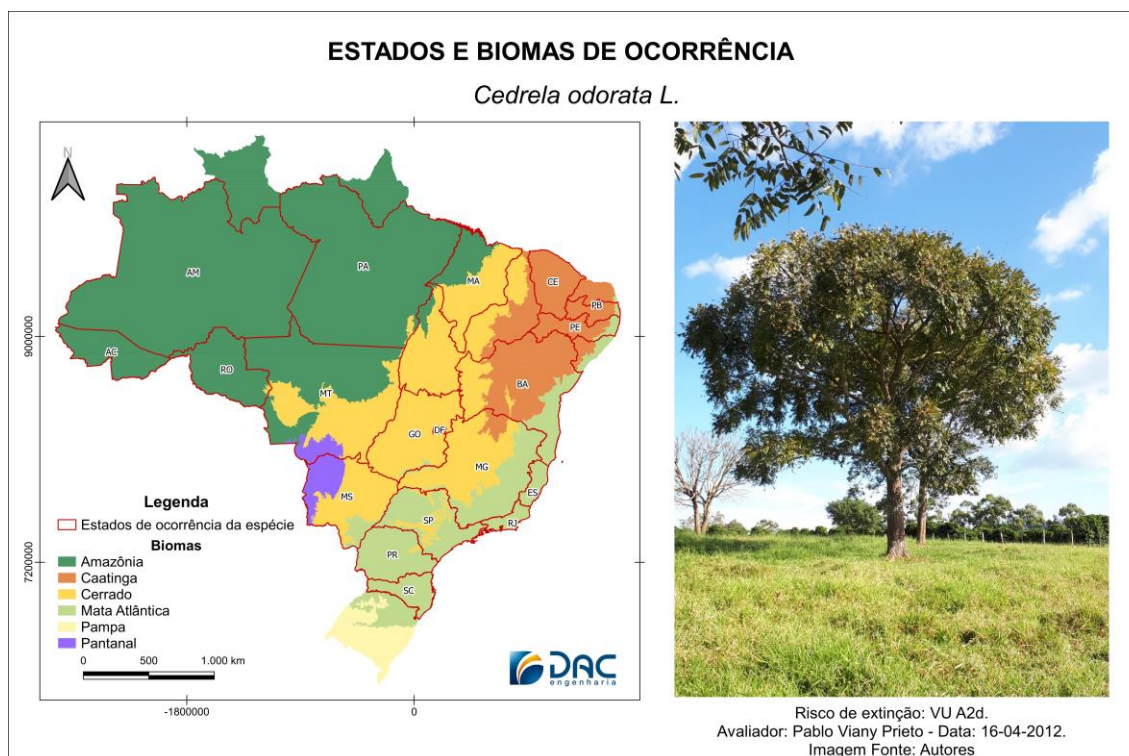 ESTADOS E BIOMAS DE OCORRÊNCIA
Cedrela odorata L.
N
9000000
7200000
-1800000
0
AM
PA
MA
CE
PB
PE
AC
RO
MT
BA
GO
DF
MG
MS
ES
SP
RJ
PR
SC
Legenda
Estados de ocorrência da espécie
Biomas
Amazônia
Caatinga
Cerrado
Mata Atlântica
Pampa
Pantanal
0 500 1.000 km
DAC
engenharia
Risco de extinção: VU A2d.
Avaliador: Pablo Viany Prieto - Data: 16-04-2012.
Imagem Fonte: Autores